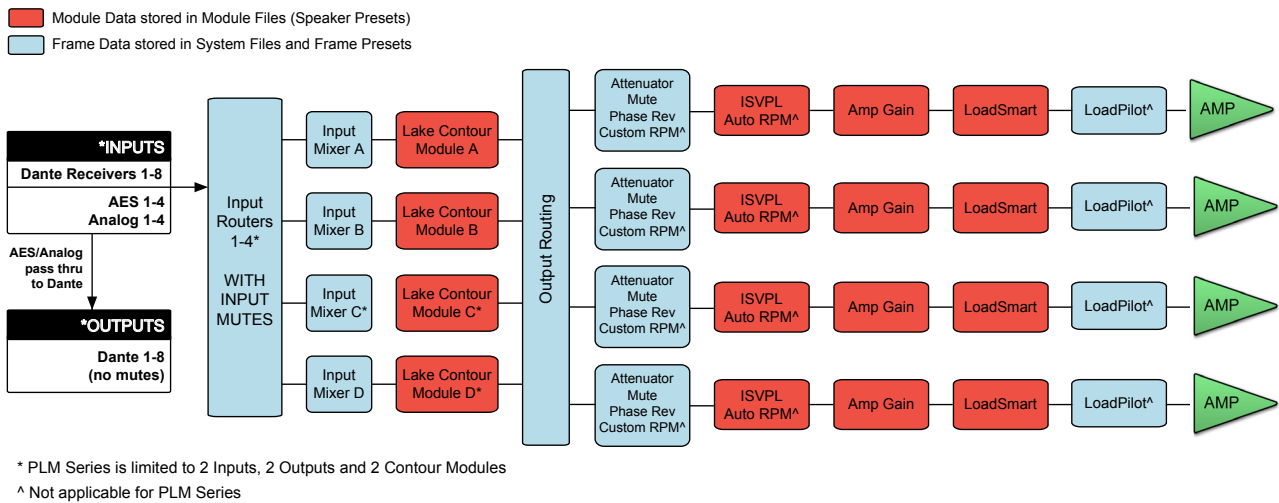 Module Data stored in Module Files (Speaker Presets)
Frame Data stored in System Files and Frame Presets
*INPUTS
Dante Receivers 1-8
AES 1-4
Analog 1-4
AES/Analog
pass thru
to Dante
*OUTPUTS
Dante 1-8
(no mutes)
Input
Routers
1-4*
WITH
INPUT
MUTES
Input
Mixer A
Lake Contour
Module A
Input
Mixer B
Lake Contour
Module B
Input
Mixer C*
Lake Contour
Module C*
Input
Mixer D
Lake Contour
Module D*
Output Routing
Attenuator
Mute
Phase Rev
Custom RPM^
ISVPL
Auto RPM^
Amp Gain
LoadSmart
LoadPilot^
AMP
Attenuator
Mute
Phase Rev
Custom RPM^
ISVPL
Auto RPM^
Amp Gain
LoadSmart
LoadPilot^
AMP
Attenuator
Mute
Phase Rev
Custom RPM^
ISVPL
Auto RPM^
Amp Gain
LoadSmart
LoadPilot^
AMP
Attenuator
Mute
Phase Rev
Custom RPM^
ISVPL
Auto RPM^
Amp Gain
LoadSmart
LoadPilot^
AMP
* PLM Series is limited to 2 Inputs, 2 Outputs and 2 Contour Modules
^ Not applicable for PLM Series